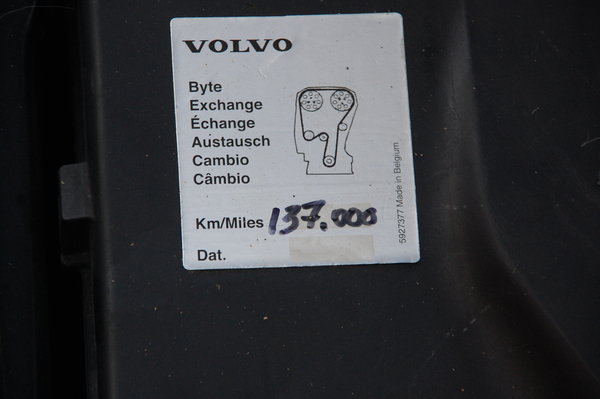 VOLVO
Byte
Exchange
Échange
Austausch
Cambio
Câmbio
Km/Miles 137.000
Dat.
5927377 Made in Belgium